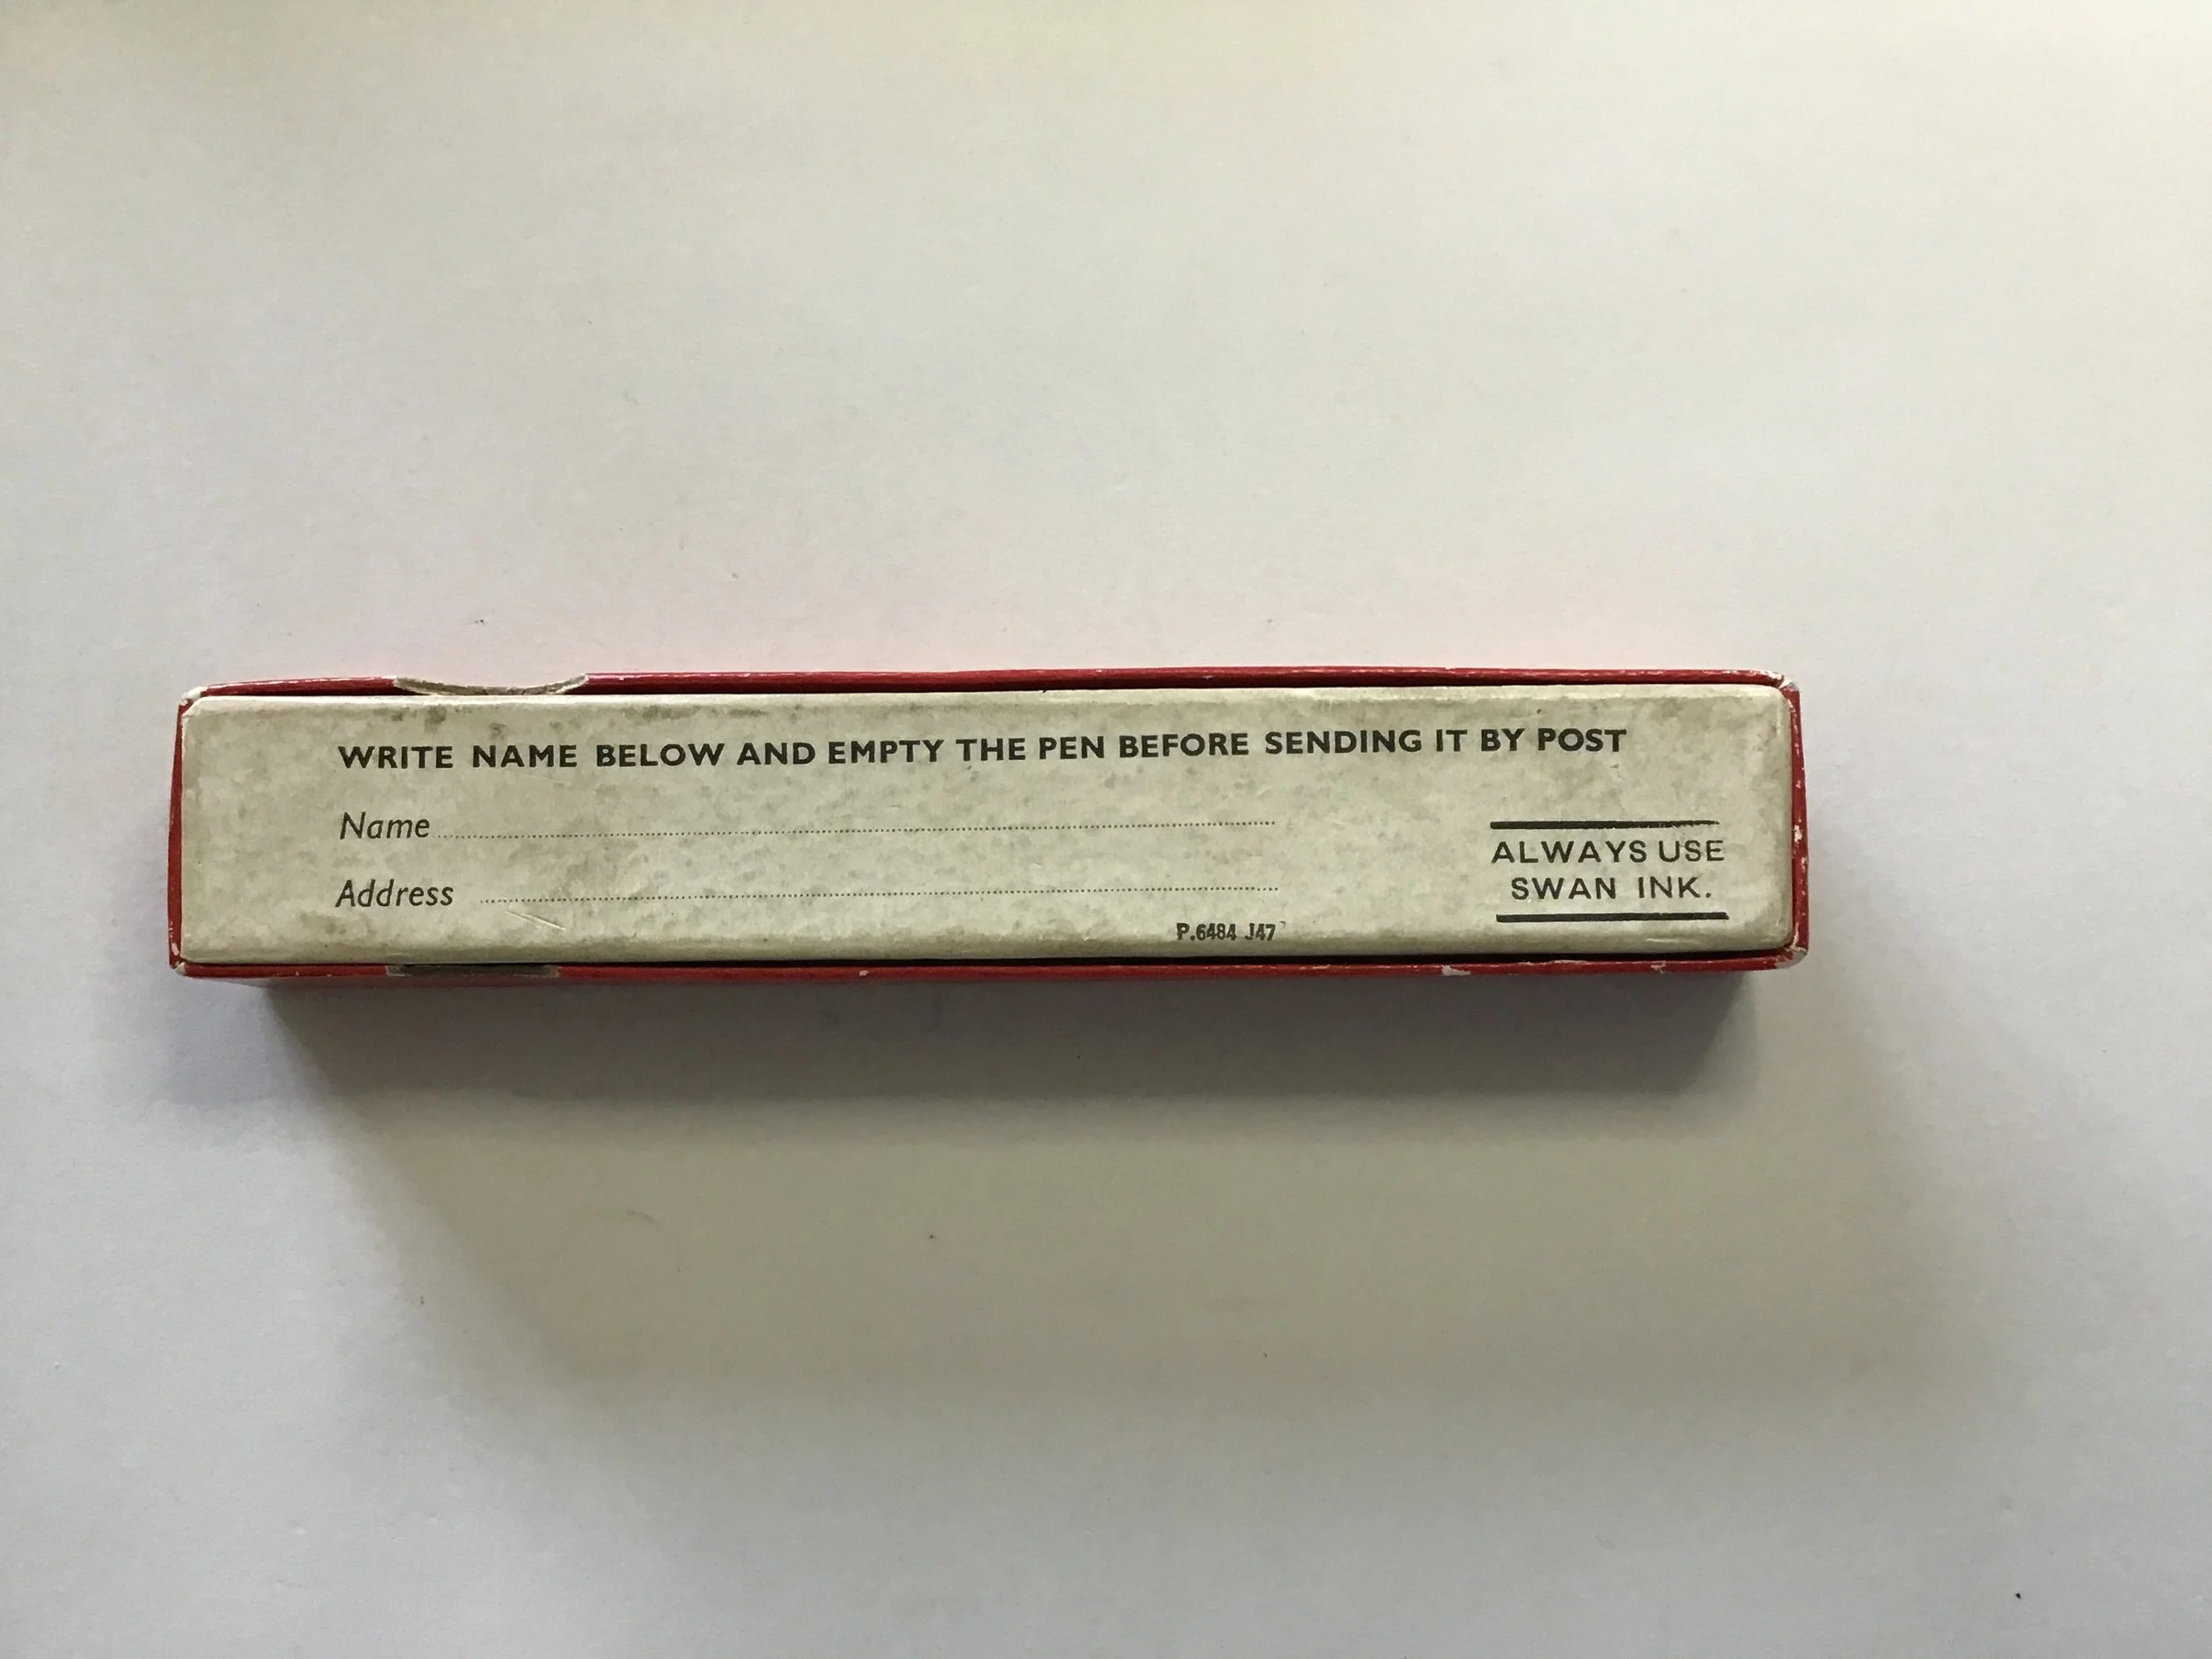 WRITE NAME BELOW AND EMPTY THE PEN BEFORE SENDING IT BY POST
Name
Address
P.6484 J47
ALWAYS USE
SWAN INK.